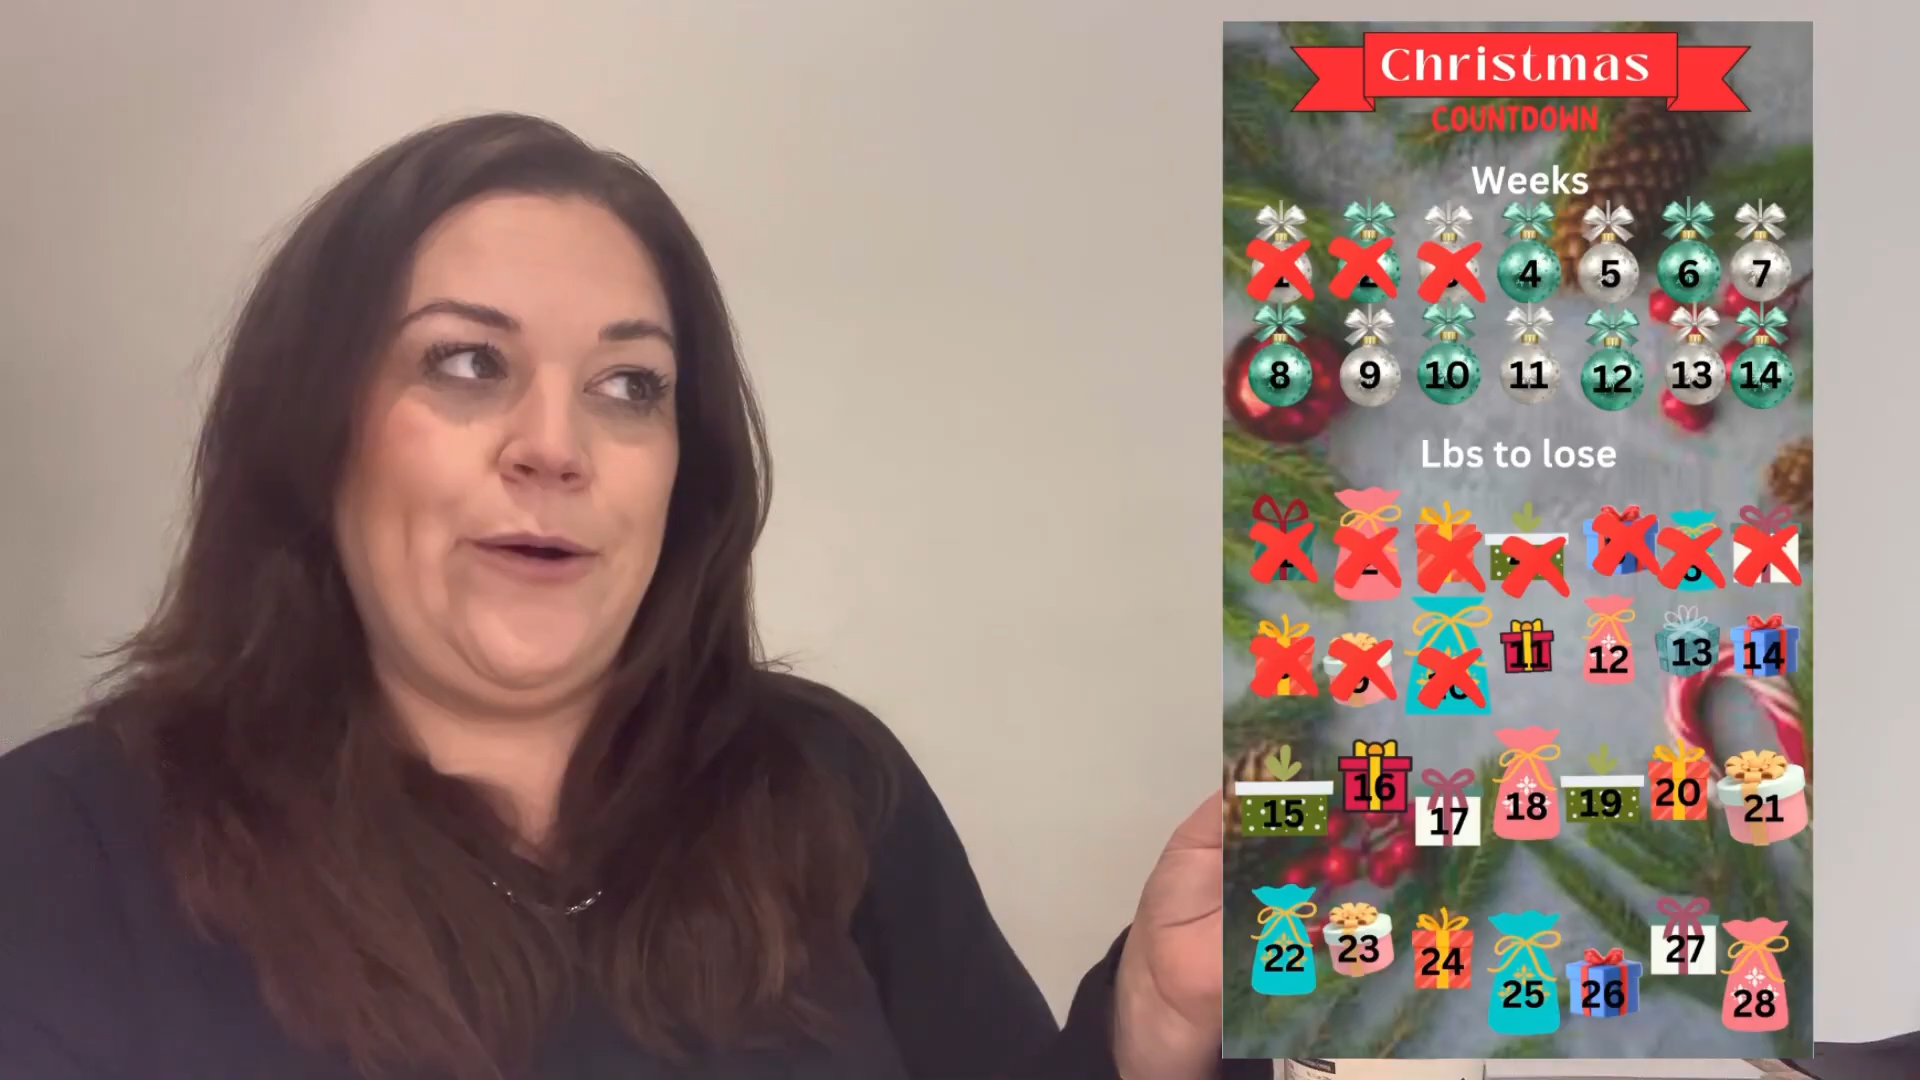 Christmas
COUNTDOWN
Weeks
4 5 6 7
8 9 10 11 12 13 14
Lbs to lose
11 12 13 14
15 16 17 18 19 20 21
22 23 24 25 26 27 28